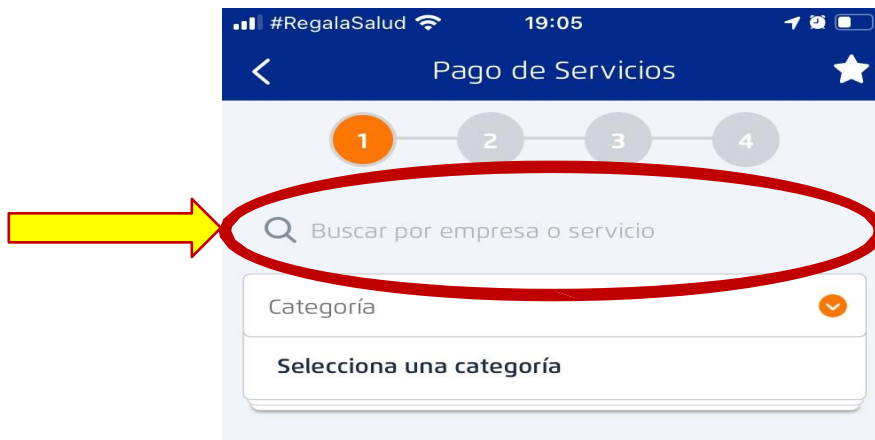 #RegalaSalud 19:05
Pago de Servicios
1 2 3 4
Buscar por empresa o servicio
Categoría
Selecciona una categoría